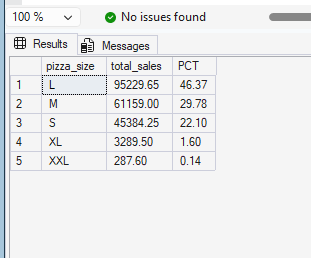 100 % No issues found
Results Messages
pizza_size total_sales PCT
1 L 95229.65 46.37
2 M 61159.00 29.78
3 S 45384.25 22.10
4 XL 3289.50 1.60
5 XXL 287.60 0.14